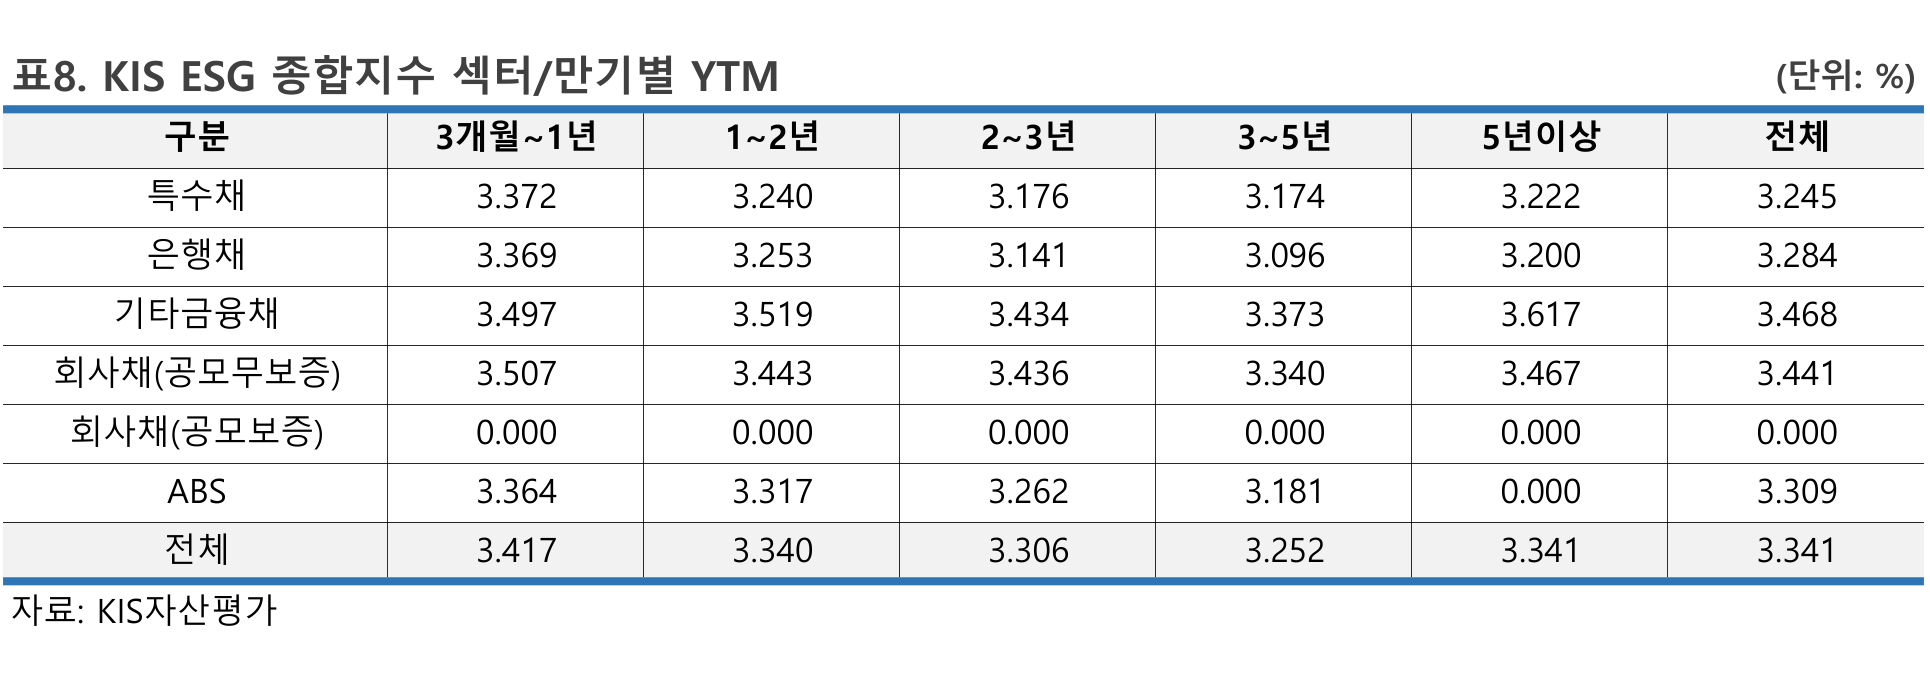 표8. KIS ESG 종합지수 섹터/만기별 YTM (단위: %)
구분 3개월~1년 1~2년 2~3년 3~5년 5년이상 전체
특수채 3.372 3.240 3.176 3.174 3.222 3.245
은행채 3.369 3.253 3.141 3.096 3.200 3.284
기타금융채 3.497 3.519 3.434 3.373 3.617 3.468
회사채(공모무보증) 3.507 3.443 3.436 3.340 3.467 3.441
회사채(공모보증) 0.000 0.000 0.000 0.000 0.000 0.000
ABS 3.364 3.317 3.262 3.181 0.000 3.309
전체 3.417 3.340 3.306 3.252 3.341 3.341
자료: KIS자산평가